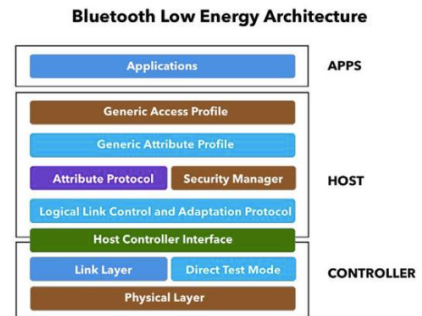 Bluetooth Low Energy Architecture
Applications
APPS
Generic Access Profile
Generic Attribute Profile
Attribute Protocol
Security Manager
HOST
Logical Link Control and Adaptation Protocol
Host Controller Interface
Link Layer
Direct Test Mode
CONTROLLER
Physical Layer